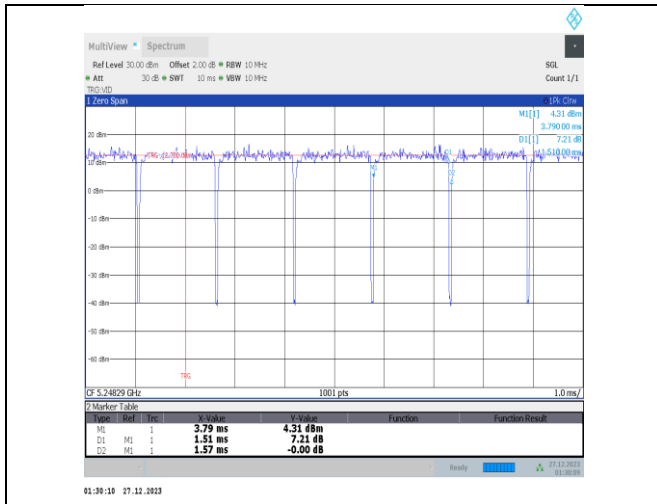 MultiView Spectrum
Ref Level 30.00 dBm Offset 2.00 dB RBW 10 MHz SGL
Att 30 dB SWT 10 ms VBW 10 MHz Count 1/1
TRG:VID
1 Zero Span 1Pk Clrw
M1[1] 4.31 dBm
3.790 00 ms
D1[1] 7.21 dB
1.510 00 ms
20 dBm
10 dBm
0 dBm
-10 dBm
-20 dBm
-30 dBm
-40 dBm
-50 dBm
-60 dBm
TRG
CF 5.24829 GHz 1001 pts 1.0 ms/
2 Marker Table
Type Ref Trc X-Value Y-Value Function Function Result
M1 1 3.79 ms 4.31 dBm
D1 M1 1 1.51 ms 7.21 dB
D2 M1 1 1.57 ms -0.00 dB
Ready 27.12.2023
01:30:09
01:30:10 27.12.2023